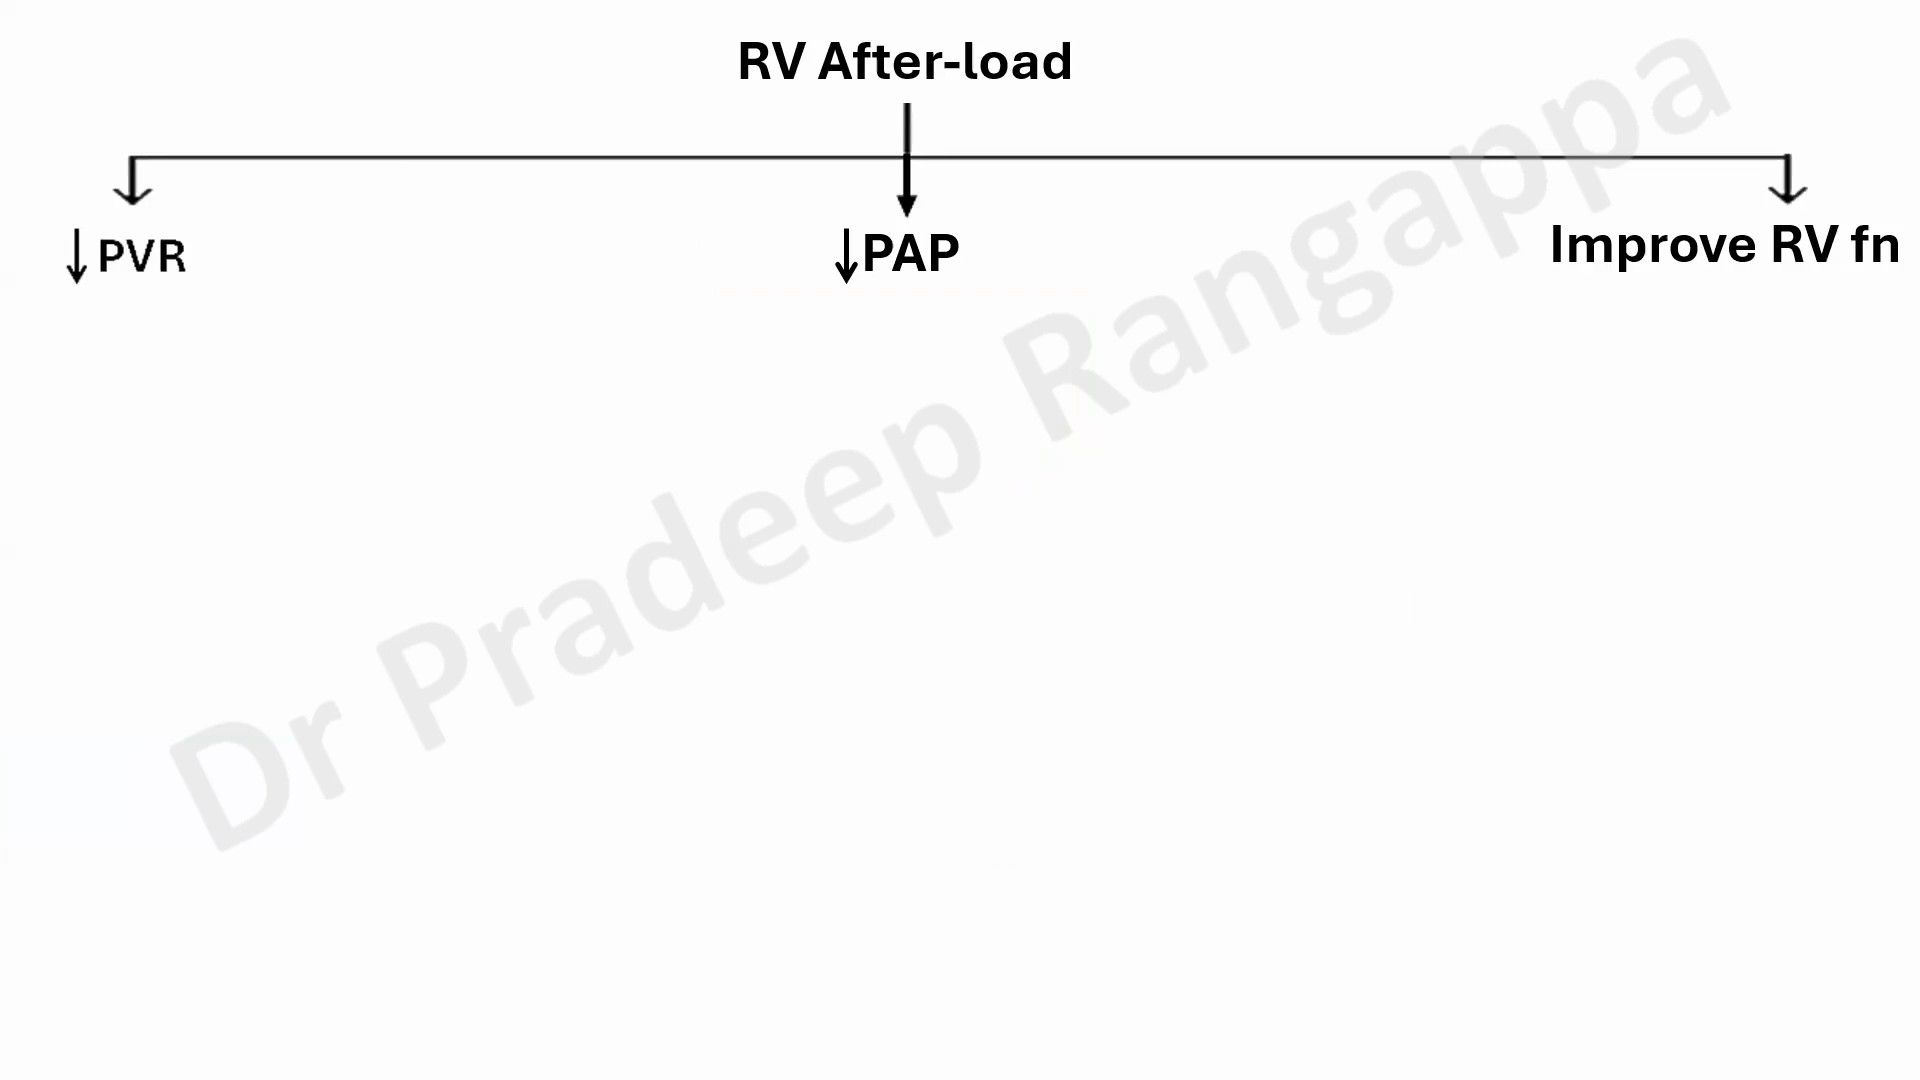 RV After-load
↓ PVR
↓ PAP
Improve RV fn
Dr Pradeep Rangappa